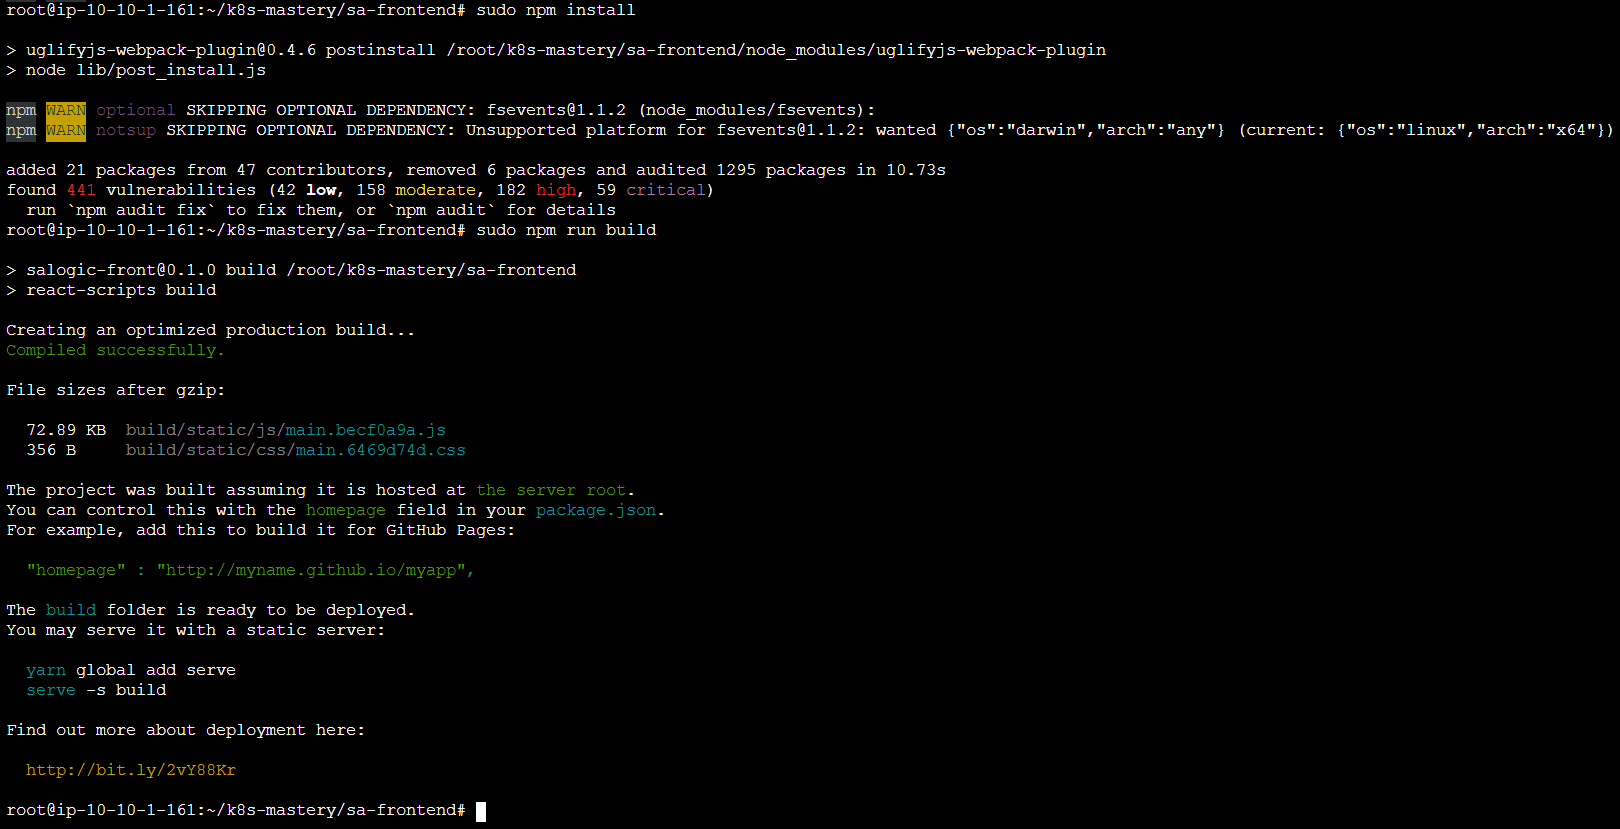 root@ip-10-10-1-161:~/k8s-mastery/sa-frontend# sudo npm install
> uglifyjs-webpack-plugin@0.4.6 postinstall /root/k8s-mastery/sa-frontend/node_modules/uglifyjs-webpack-plugin
> node lib/post_install.js
npm WARN optional SKIPPING OPTIONAL DEPENDENCY: fsevents@1.1.2 (node_modules/fsevents):
npm WARN notsup SKIPPING OPTIONAL DEPENDENCY: Unsupported platform for fsevents@1.1.2: wanted {"os":"darwin","arch":"any"} (current: {"os":"linux","arch":"x64"})
added 21 packages from 47 contributors, removed 6 packages and audited 1295 packages in 10.73s
found 441 vulnerabilities (42 low, 158 moderate, 182 high, 59 critical)
  run `npm audit fix` to fix them, or `npm audit` for details
root@ip-10-10-1-161:~/k8s-mastery/sa-frontend# sudo npm run build
> salogic-front@0.1.0 build /root/k8s-mastery/sa-frontend
> react-scripts build
Creating an optimized production build...
Compiled successfully.
File sizes after gzip:
  72.89 KB  build/static/js/main.becf0a9a.js
  356 B     build/static/css/main.6469d74d.css
The project was built assuming it is hosted at the server root.
You can control this with the homepage field in your package.json.
For example, add this to build it for GitHub Pages:
  "homepage" : "http://myname.github.io/myapp",
The build folder is ready to be deployed.
You may serve it with a static server:
  yarn global add serve
  serve -s build
Find out more about deployment here:
  http://bit.ly/2vY88Kr
root@ip-10-10-1-161:~/k8s-mastery/sa-frontend#